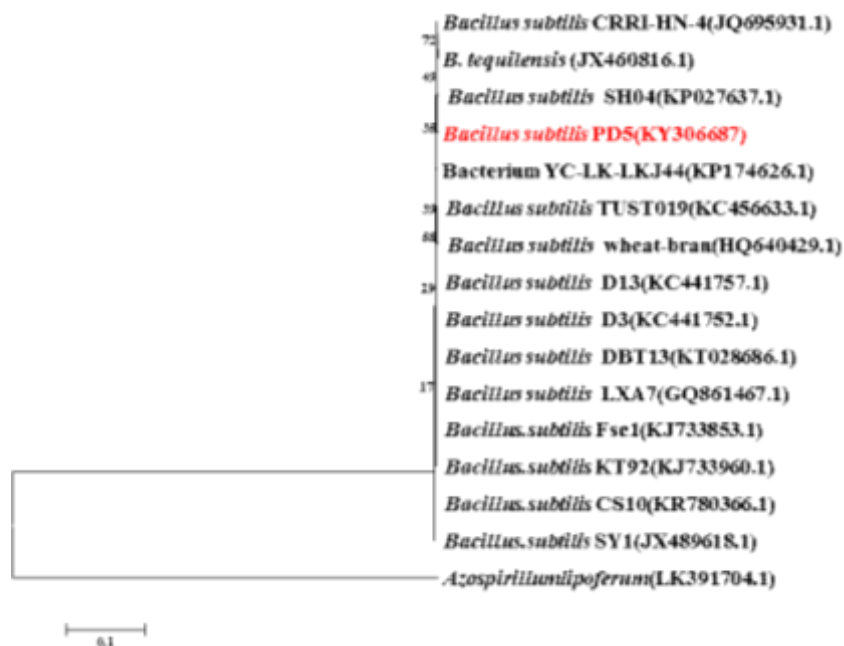 Bacillus subtilis CRRI-HN-4(JQ695931.1)
72
B. tequilensis (JX460816.1)
49
Bacillus subtilis SH04(KP027637.1)
Bacillus subtilis PD5(KY306687)
Bacterium YC-LK-LKJ44(KP174626.1)
Bacillus subtilis TUST019(KC456633.1)
Bacillus subtilis wheat-bran(HQ640429.1)
Bacillus subtilis D13(KC441757.1)
Bacillus subtilis D3(KC441752.1)
Bacillus subtilis DBT13(KT028686.1)
17
Bacillus subtilis LXA7(GQ861467.1)
Bacillus.subtilis Fse1(KJ733853.1)
Bacillus.subtilis KT92(KJ733960.1)
Bacillus.subtilis CS10(KR780366.1)
Bacillus.subtilis SY1(JX489618.1)
Azospirillumlipoferum(LK391704.1)
0.1